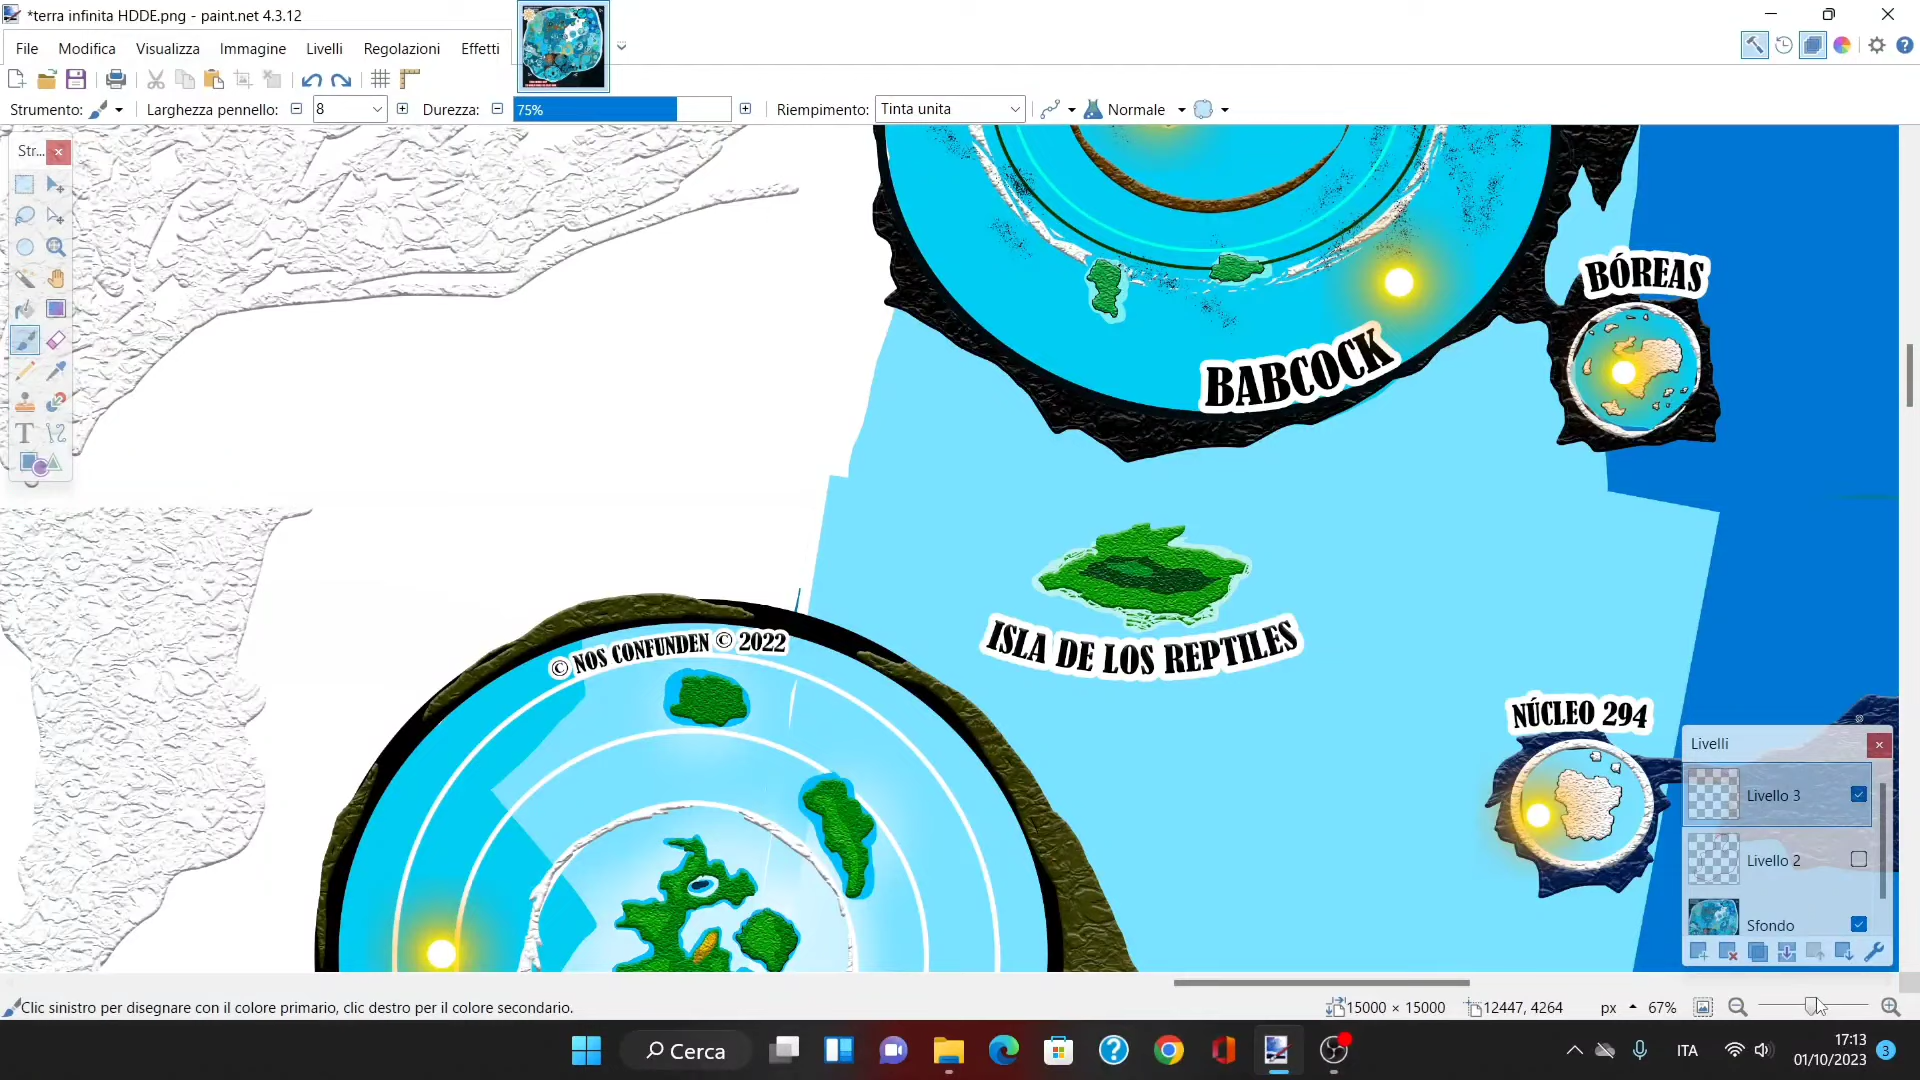 *terra infinita HDDE.png - paint.net 4.3.12
File
Modifica
Visualizza
Immagine
Livelli
Regolazioni
Effetti
Strumento:
Larghezza pennello:
8
Durezza:
75%
Riempimento:
Tinta unita
Normale
Str...
BÓREAS
BABCOCK
ISLA DE LOS REPTILES
© NOS CONFUNDEN © 2022
NÚCLEO 294
Livelli
Livello 3
Livello 2
Sfondo
Clic sinistro per disegnare con il colore primario, clic destro per il colore secondario.
15000 × 15000
12447, 4264
px
67%
Cerca
ITA
17:13
01/10/2023
3